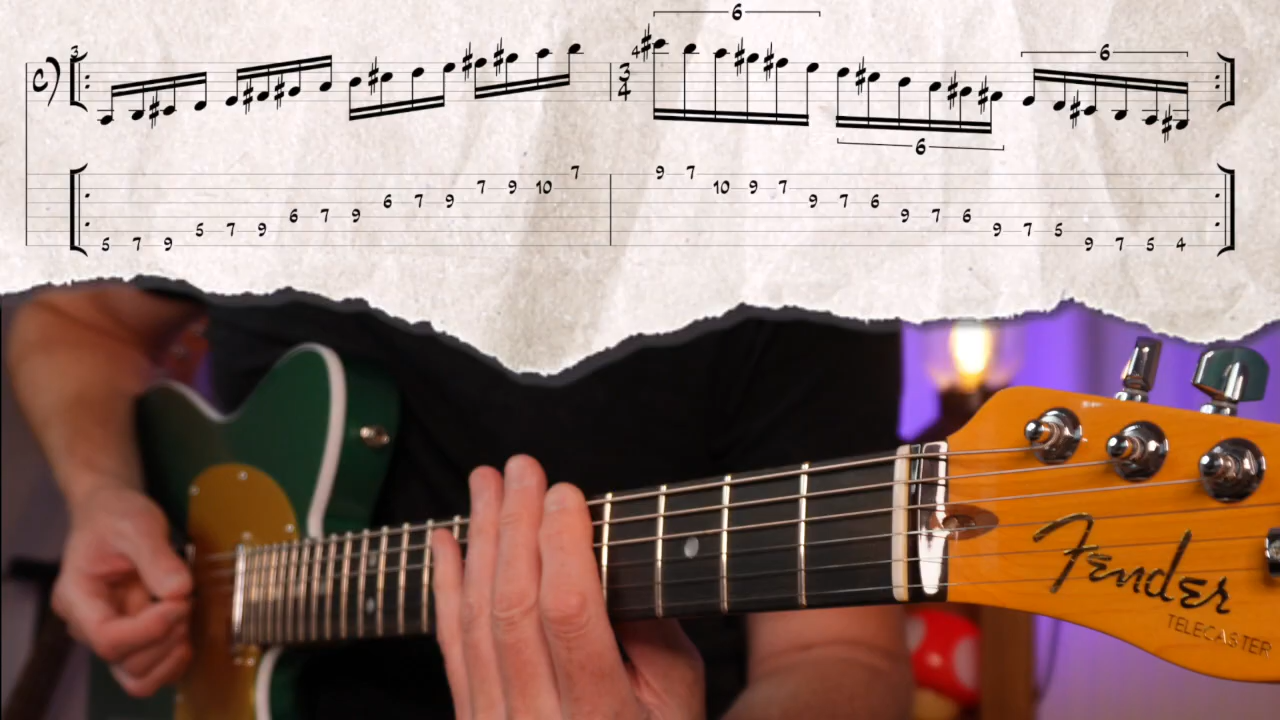 6
3 4 6
3
4
6
7 9 7
7 9 10 10 9 7
6 7 9 9 7 6
6 7 9 9 7 6
5 7 9 9 7 5
5 7 9 9 7 5 4
Fender
TELECASTER